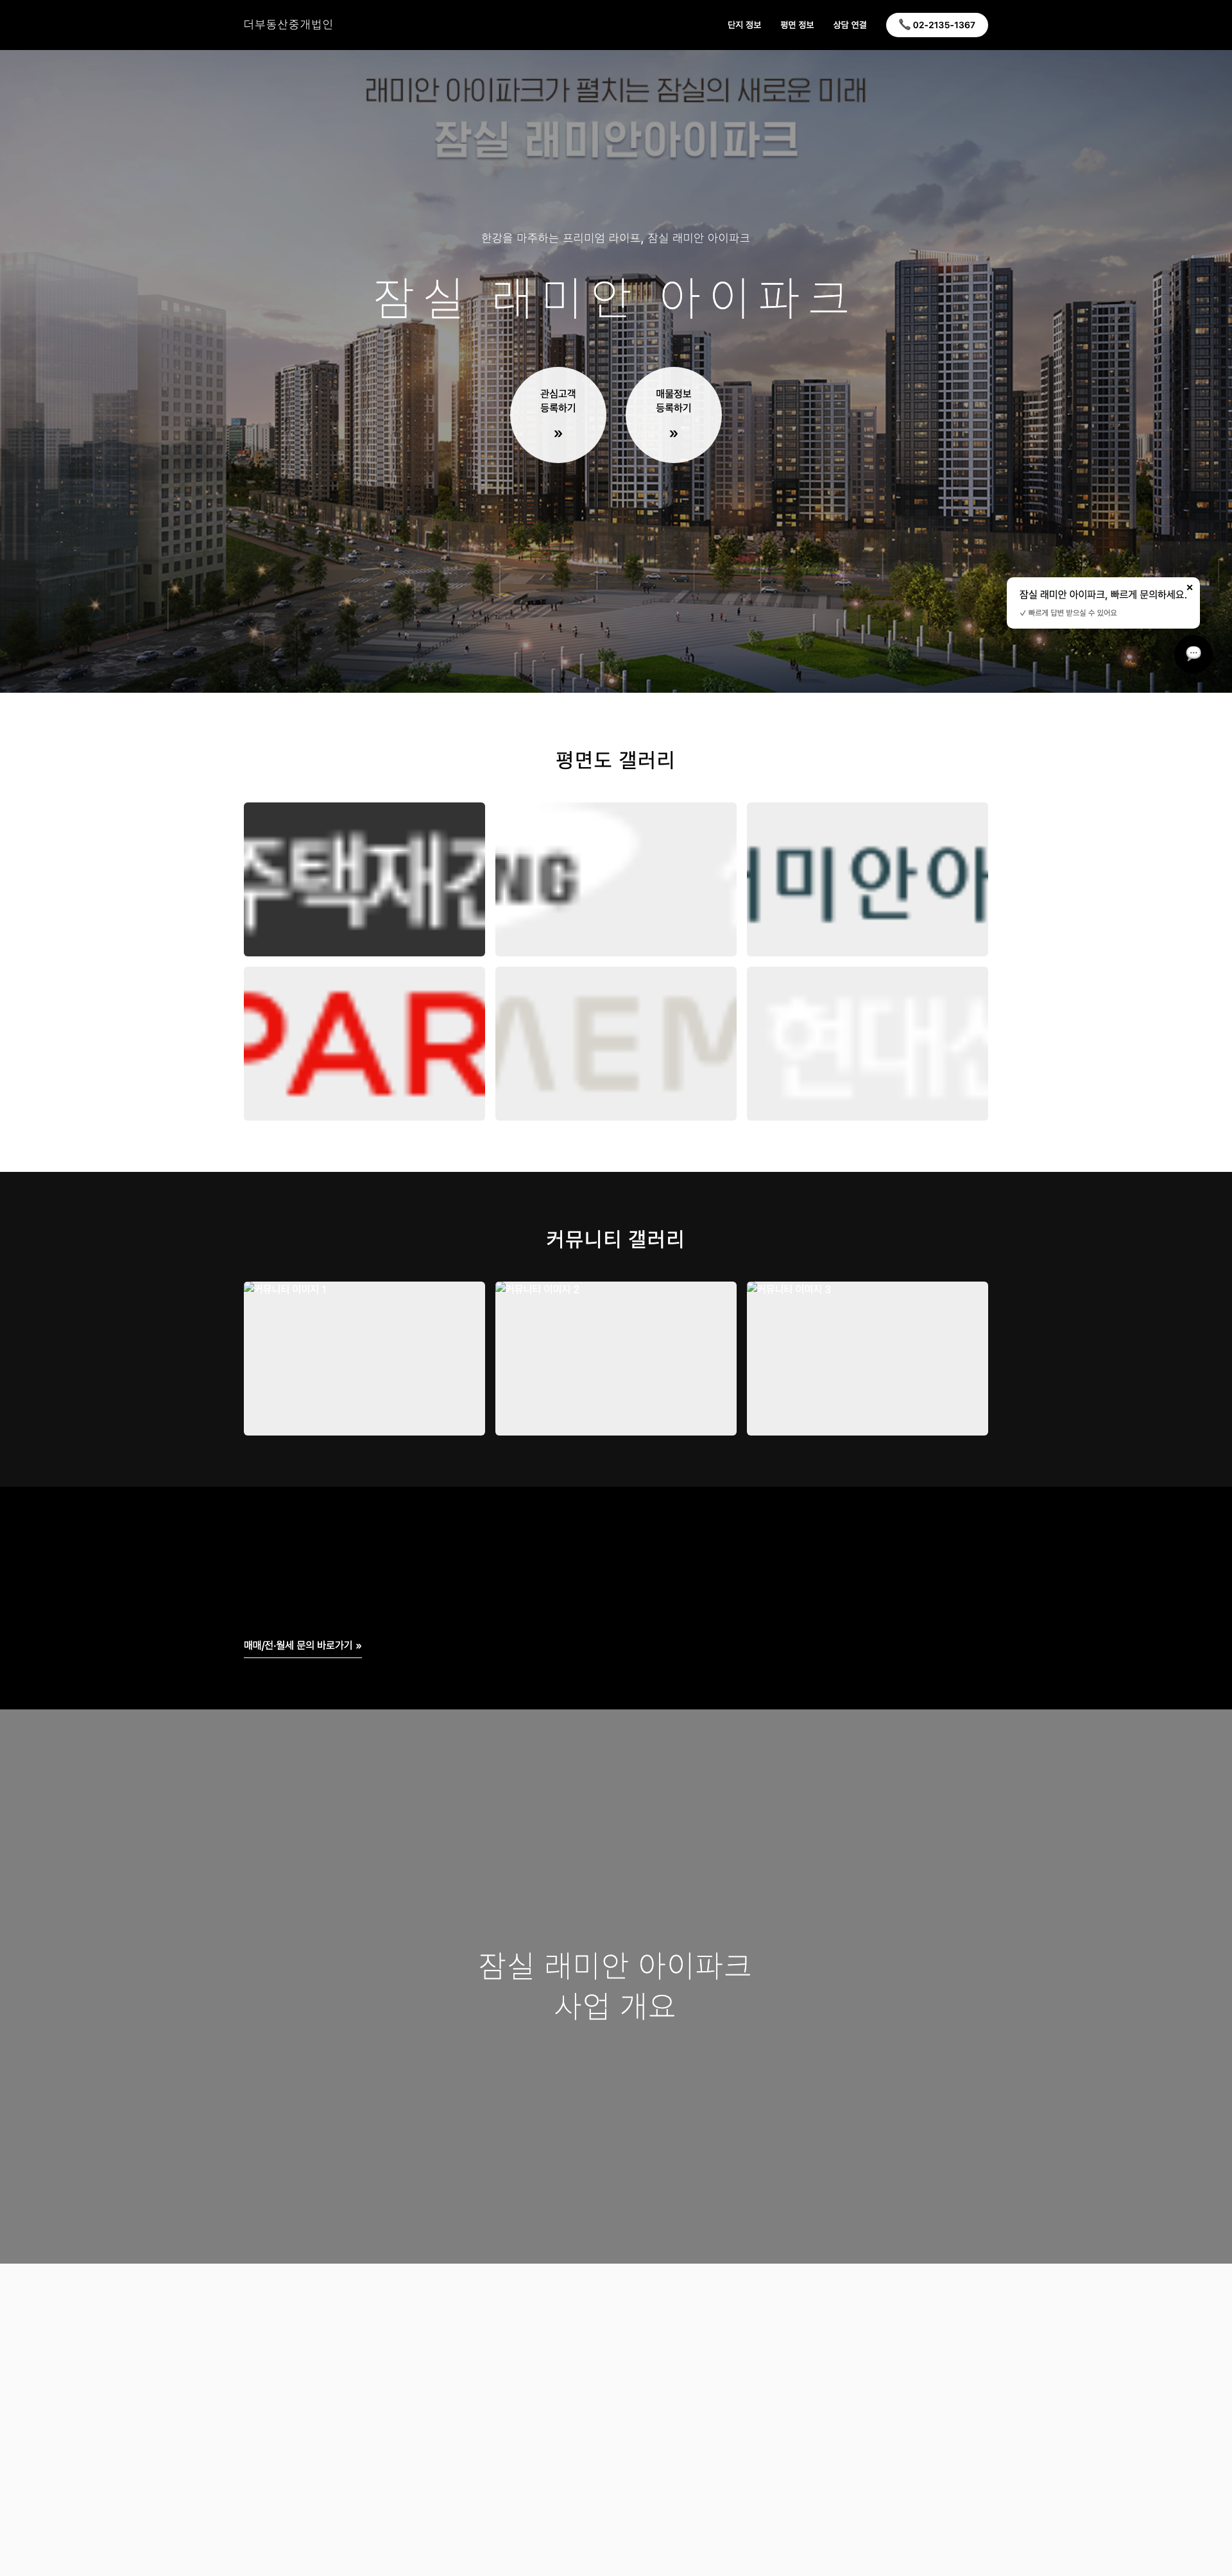 더부동산중개법인
단지 정보
평면 정보
상담 연결
📞 02-2135-1367
래미안 아이파크가 펼치는 잠실의 새로운 미래
잠실 래미안아이파크
한강을 마주하는 프리미엄 라이프, 잠실 래미안 아이파크
잠실 래미안 아이파크
관심고객
등록하기
»
매물정보
등록하기
»
×
잠실 래미안 아이파크, 빠르게 문의하세요.
✓ 빠르게 답변 받으실 수 있어요
평면도 갤러리
주택재건
NG
래미안아
PAR
AEM
현대산
커뮤니티 갤러리
커뮤니티 이미지 1
커뮤니티 이미지 2
커뮤니티 이미지 3
매매/전·월세 문의 바로가기 »
잠실 래미안 아이파크
사업 개요